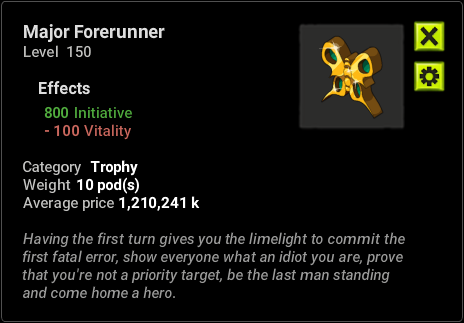 Major Forerunner
Level 150
Effects
800 Initiative
- 100 Vitality
Category Trophy
Weight 10 pod(s)
Average price 1,210,241 k
Having the first turn gives you the limelight to commit the
first fatal error, show everyone what an idiot you are, prove
that you're not a priority target, be the last man standing
and come home a hero.